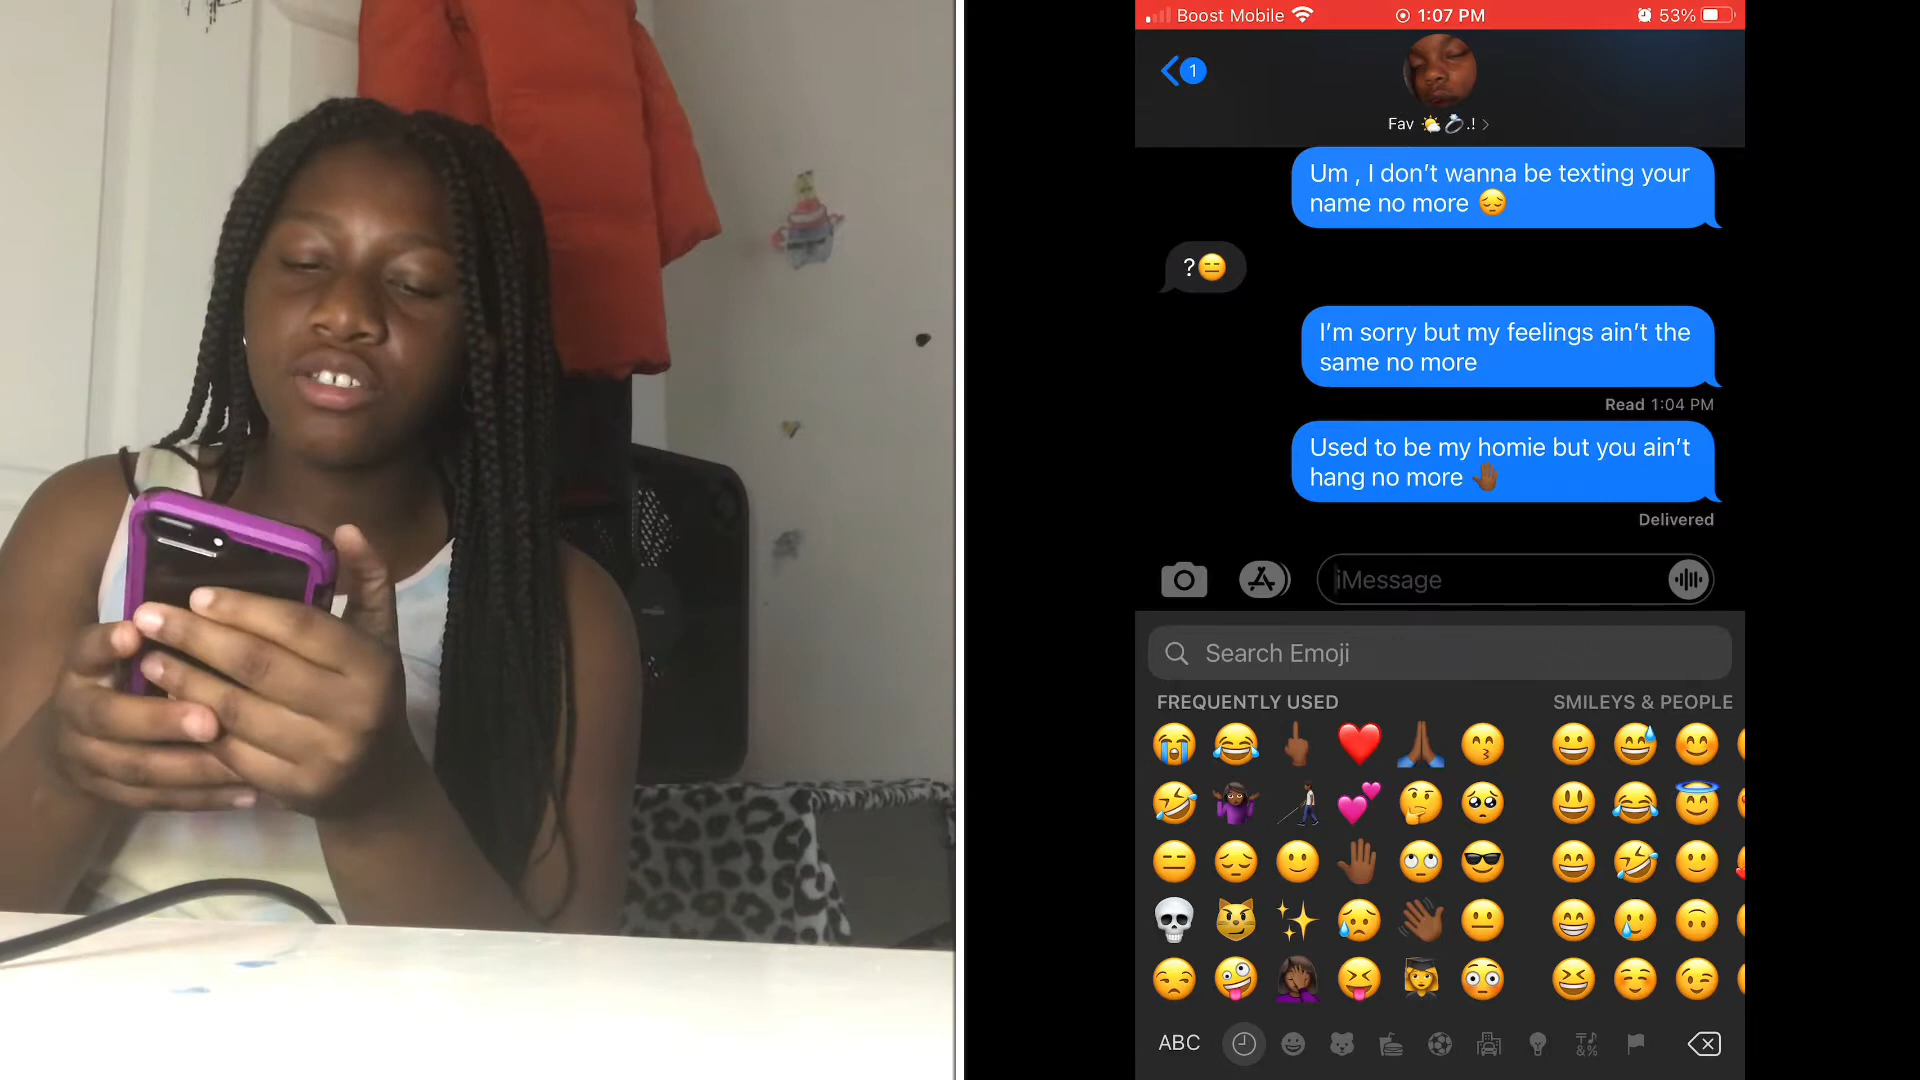 Boost Mobile 1:07 PM 53%
1
Fav 🌤️💍.! >
Um , I don't wanna be texting your
name no more 😔
?😑
I'm sorry but my feelings ain't the
same no more
Read 1:04 PM
Used to be my homie but you ain't
hang no more 🤚🏾
Delivered
iMessage
Search Emoji
FREQUENTLY USED SMILEYS & PEOPLE
ABC